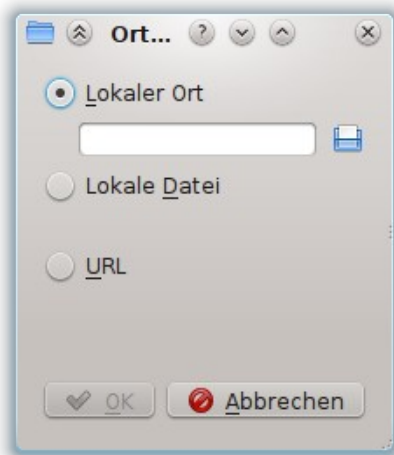 Ort...
Lokaler Ort
Lokale Datei
URL
OK
Abbrechen